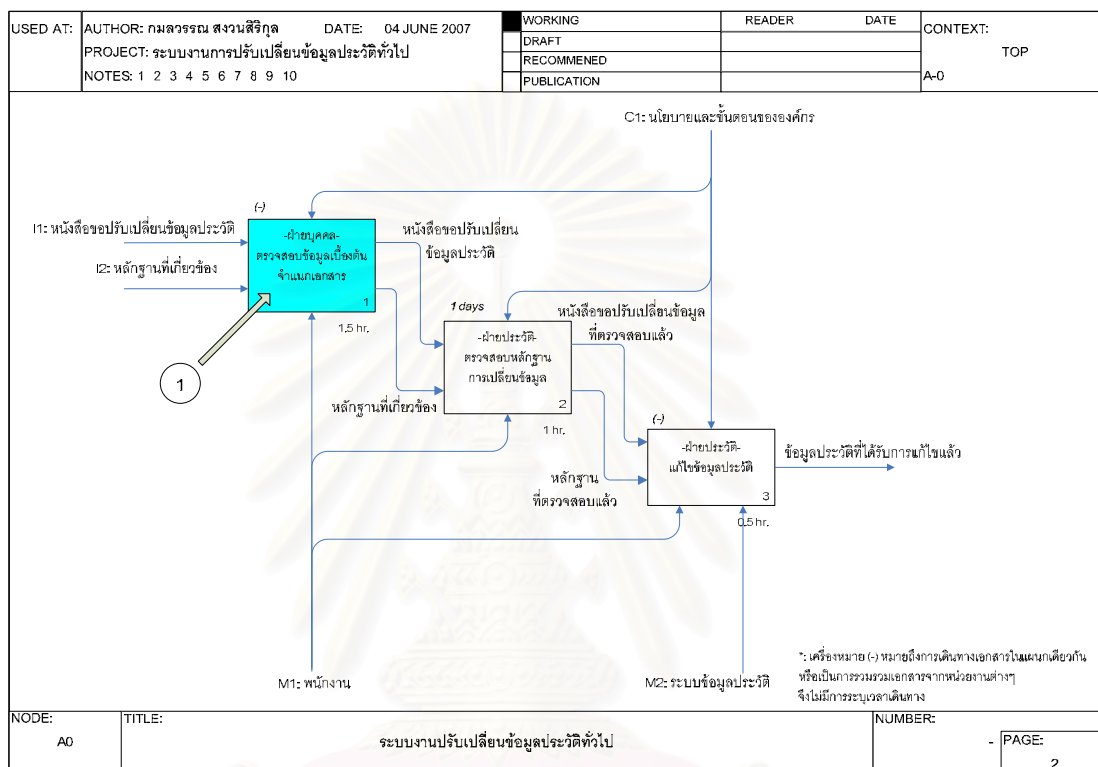 USED AT:
AUTHOR: กมลวรรณ สงวนสิริกุล DATE: 04 JUNE 2007
PROJECT: ระบบงานการปรับเปลี่ยนข้อมูลประวัติทั่วไป
NOTES: 1 2 3 4 5 6 7 8 9 10
WORKING READER DATE
DRAFT
RECOMMENED
PUBLICATION
CONTEXT:
TOP
A-0
C1: นโยบายและขั้นตอนขององค์กร
(-)
I1: หนังสือขอปรับเปลี่ยนข้อมูลประวัติ
I2: หลักฐานที่เกี่ยวข้อง
-ฝ่ายบุคคล-
ตรวจสอบข้อมูลเบื้องต้น
จำแนกเอกสาร
1
1.5 hr.
1
หนังสือขอปรับเปลี่ยน
ข้อมูลประวัติ
หลักฐานที่เกี่ยวข้อง
1 days
-ฝ่ายประวัติ-
ตรวจสอบหลักฐาน
การเปลี่ยนข้อมูล
2
1 hr.
หนังสือขอปรับเปลี่ยนข้อมูล
ที่ตรวจสอบแล้ว
หลักฐาน
ที่ตรวจสอบแล้ว
(-)
-ฝ่ายประวัติ-
แก้ไขข้อมูลประวัติ
3
0.5 hr.
ข้อมูลประวัติที่ได้รับการแก้ไขแล้ว
M1: พนักงาน
M2: ระบบข้อมูลประวัติ
*: เครื่องหมาย (-) หมายถึงการเดินทางเอกสารในแผนกเดียวกัน
หรือเป็นการรวมรวมเอกสารจากหน่วยงานต่างๆ
จึงไม่มีการระบุเวลาเดินทาง
NODE:
A0
TITLE:
ระบบงานปรับเปลี่ยนข้อมูลประวัติทั่วไป
NUMBER:
-
PAGE:
2